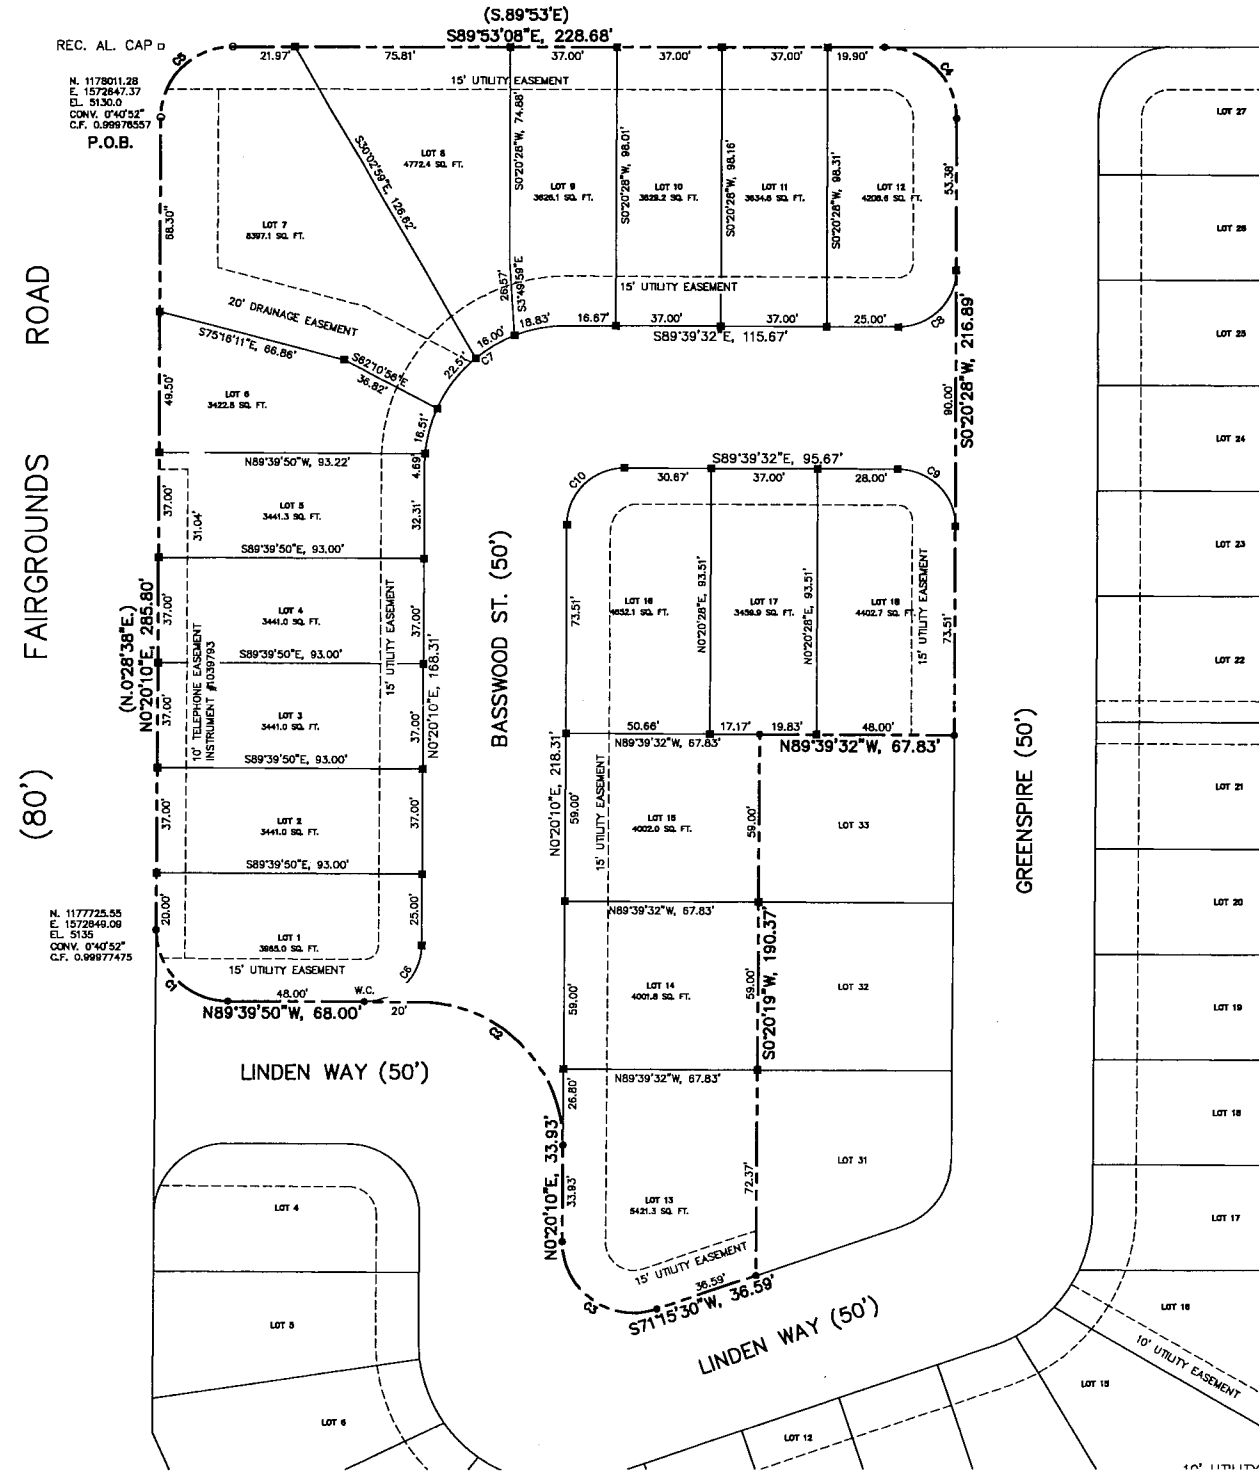 (S.89°53'E)
S89°53'08"E, 228.68'
REC. AL. CAP
C5
21.97'
75.81'
37.00'
37.00'
37.00'
19.90'
C4
15' UTILITY EASEMENT
N. 1178011.28
E. 1572847.37
EL. 5130.0
CONV. 0°40'52"
C.F. 0.99976557
P.O.B.
LOT 27
68.30'
S30°02'59"E, 126.62'
LOT 8
4772.4 SQ. FT.
S0°20'28"W, 74.88'
S0°20'28"W, 98.01'
S0°20'28"W, 98.16'
S0°20'28"W, 98.31'
53.38'
LOT 9
3626.1 SQ. FT.
LOT 10
3629.2 SQ. FT.
LOT 11
3634.8 SQ. FT.
LOT 12
4206.6 SQ. FT.
LOT 7
8397.1 SQ. FT.
LOT 26
26.57'
S3°49'59"E
15' UTILITY EASEMENT
20' DRAINAGE EASEMENT
ROAD
S75°16'11"E, 66.86'
S62°10'58"E
36.82'
22.51'
16.00'
C7
18.83'
16.67'
37.00'
37.00'
25.00'
C8
S89°39'32"E, 115.67'
S0°20'28"W, 216.89'
90.00'
LOT 25
49.50'
LOT 6
3422.8 SQ. FT.
16.51'
LOT 24
N89°39'50"W, 93.22'
4.69'
S89°39'32"E, 95.67'
C10
30.67'
37.00'
28.00'
C9
FAIRGROUNDS
37.00'
31.04'
LOT 5
3441.3 SQ. FT.
32.31'
S89°39'50"E, 93.00'
BASSWOOD ST. (50')
LOT 23
(N.0°28'38"E.)
N0°20'10"E, 285.80'
37.00'
10' TELEPHONE EASEMENT
INSTRUMENT #1039793
LOT 4
3441.0 SQ. FT.
15' UTILITY EASEMENT
37.00'
N0°20'10"E, 168.31'
73.51'
LOT 16
4652.1 SQ. FT.
N0°20'28"E, 93.51'
LOT 17
3459.9 SQ. FT.
N0°20'28"E, 93.51'
LOT 18
4402.7 SQ. FT.
15' UTILITY EASEMENT
73.51'
S89°39'50"E, 93.00'
LOT 22
37.00'
LOT 3
3441.0 SQ. FT.
37.00'
S89°39'50"E, 93.00'
50.66'
17.17'
19.83'
48.00'
N89°39'32"W, 67.83'
N89°39'32"W, 67.83'
GREENSPIRE (50')
(80')
37.00'
LOT 2
3441.0 SQ. FT.
37.00'
N0°20'10"E, 218.31'
59.00'
15' UTILITY EASEMENT
LOT 15
4002.0 SQ. FT.
59.00'
LOT 33
LOT 21
S89°39'50"E, 93.00'
20.00'
N. 1177725.55
E. 1572849.09
EL. 5135
CONV. 0°40'52"
C.F. 0.99977475
LOT 1
3985.0 SQ. FT.
25.00'
N89°39'32"W, 67.83'
LOT 20
15' UTILITY EASEMENT
C6
C1
48.00'
W.C.
20'
N89°39'50"W, 68.00'
C2
59.00'
LOT 14
4001.8 SQ. FT.
59.00'
S0°20'19"W, 190.37'
LOT 32
LOT 19
LINDEN WAY (50')
26.80'
N89°39'32"W, 67.83'
LOT 18
N0°20'10"E, 33.93'
33.93'
LOT 13
5421.3 SQ. FT.
72.37'
LOT 31
LOT 4
LOT 17
15' UTILITY EASEMENT
36.59'
C3
S71°15'30"W, 36.59'
LOT 5
LINDEN WAY (50')
LOT 16
10' UTILITY EASEMENT
LOT 15
LOT 6
LOT 12